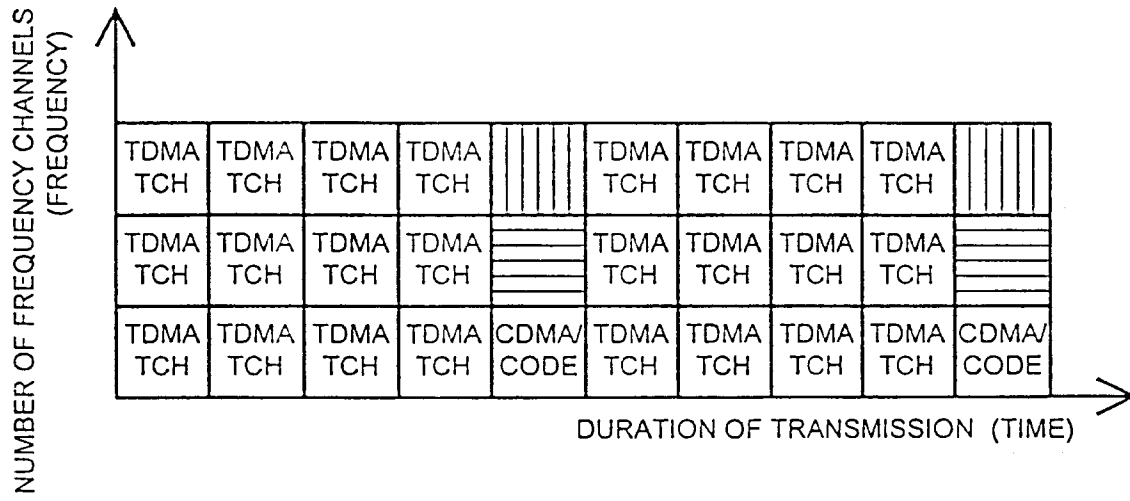 NUMBER OF FREQUENCY CHANNELS
(FREQUENCY)
TDMA TDMA TDMA TDMA TDMA TDMA TDMA TDMA
TCH TCH TCH TCH TCH TCH TCH TCH
TDMA TDMA TDMA TDMA TDMA TDMA TDMA TDMA
TCH TCH TCH TCH TCH TCH TCH TCH
TDMA TDMA TDMA TDMA CDMA/ TDMA TDMA TDMA TDMA CDMA/
TCH TCH TCH TCH CODE TCH TCH TCH TCH CODE
DURATION OF TRANSMISSION (TIME)